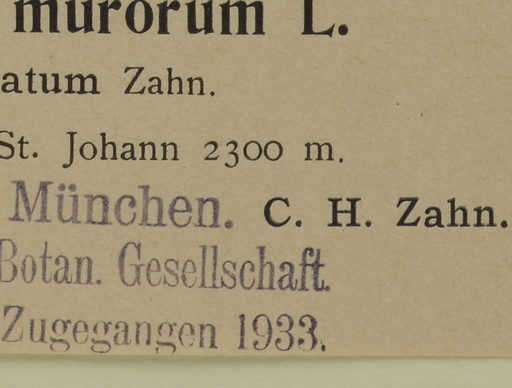 murorum L.
atum Zahn.
St. Johann 2300 m.
München. C. H. Zahn.
Botan. Gesellschaft.
Zugegangen 1933.